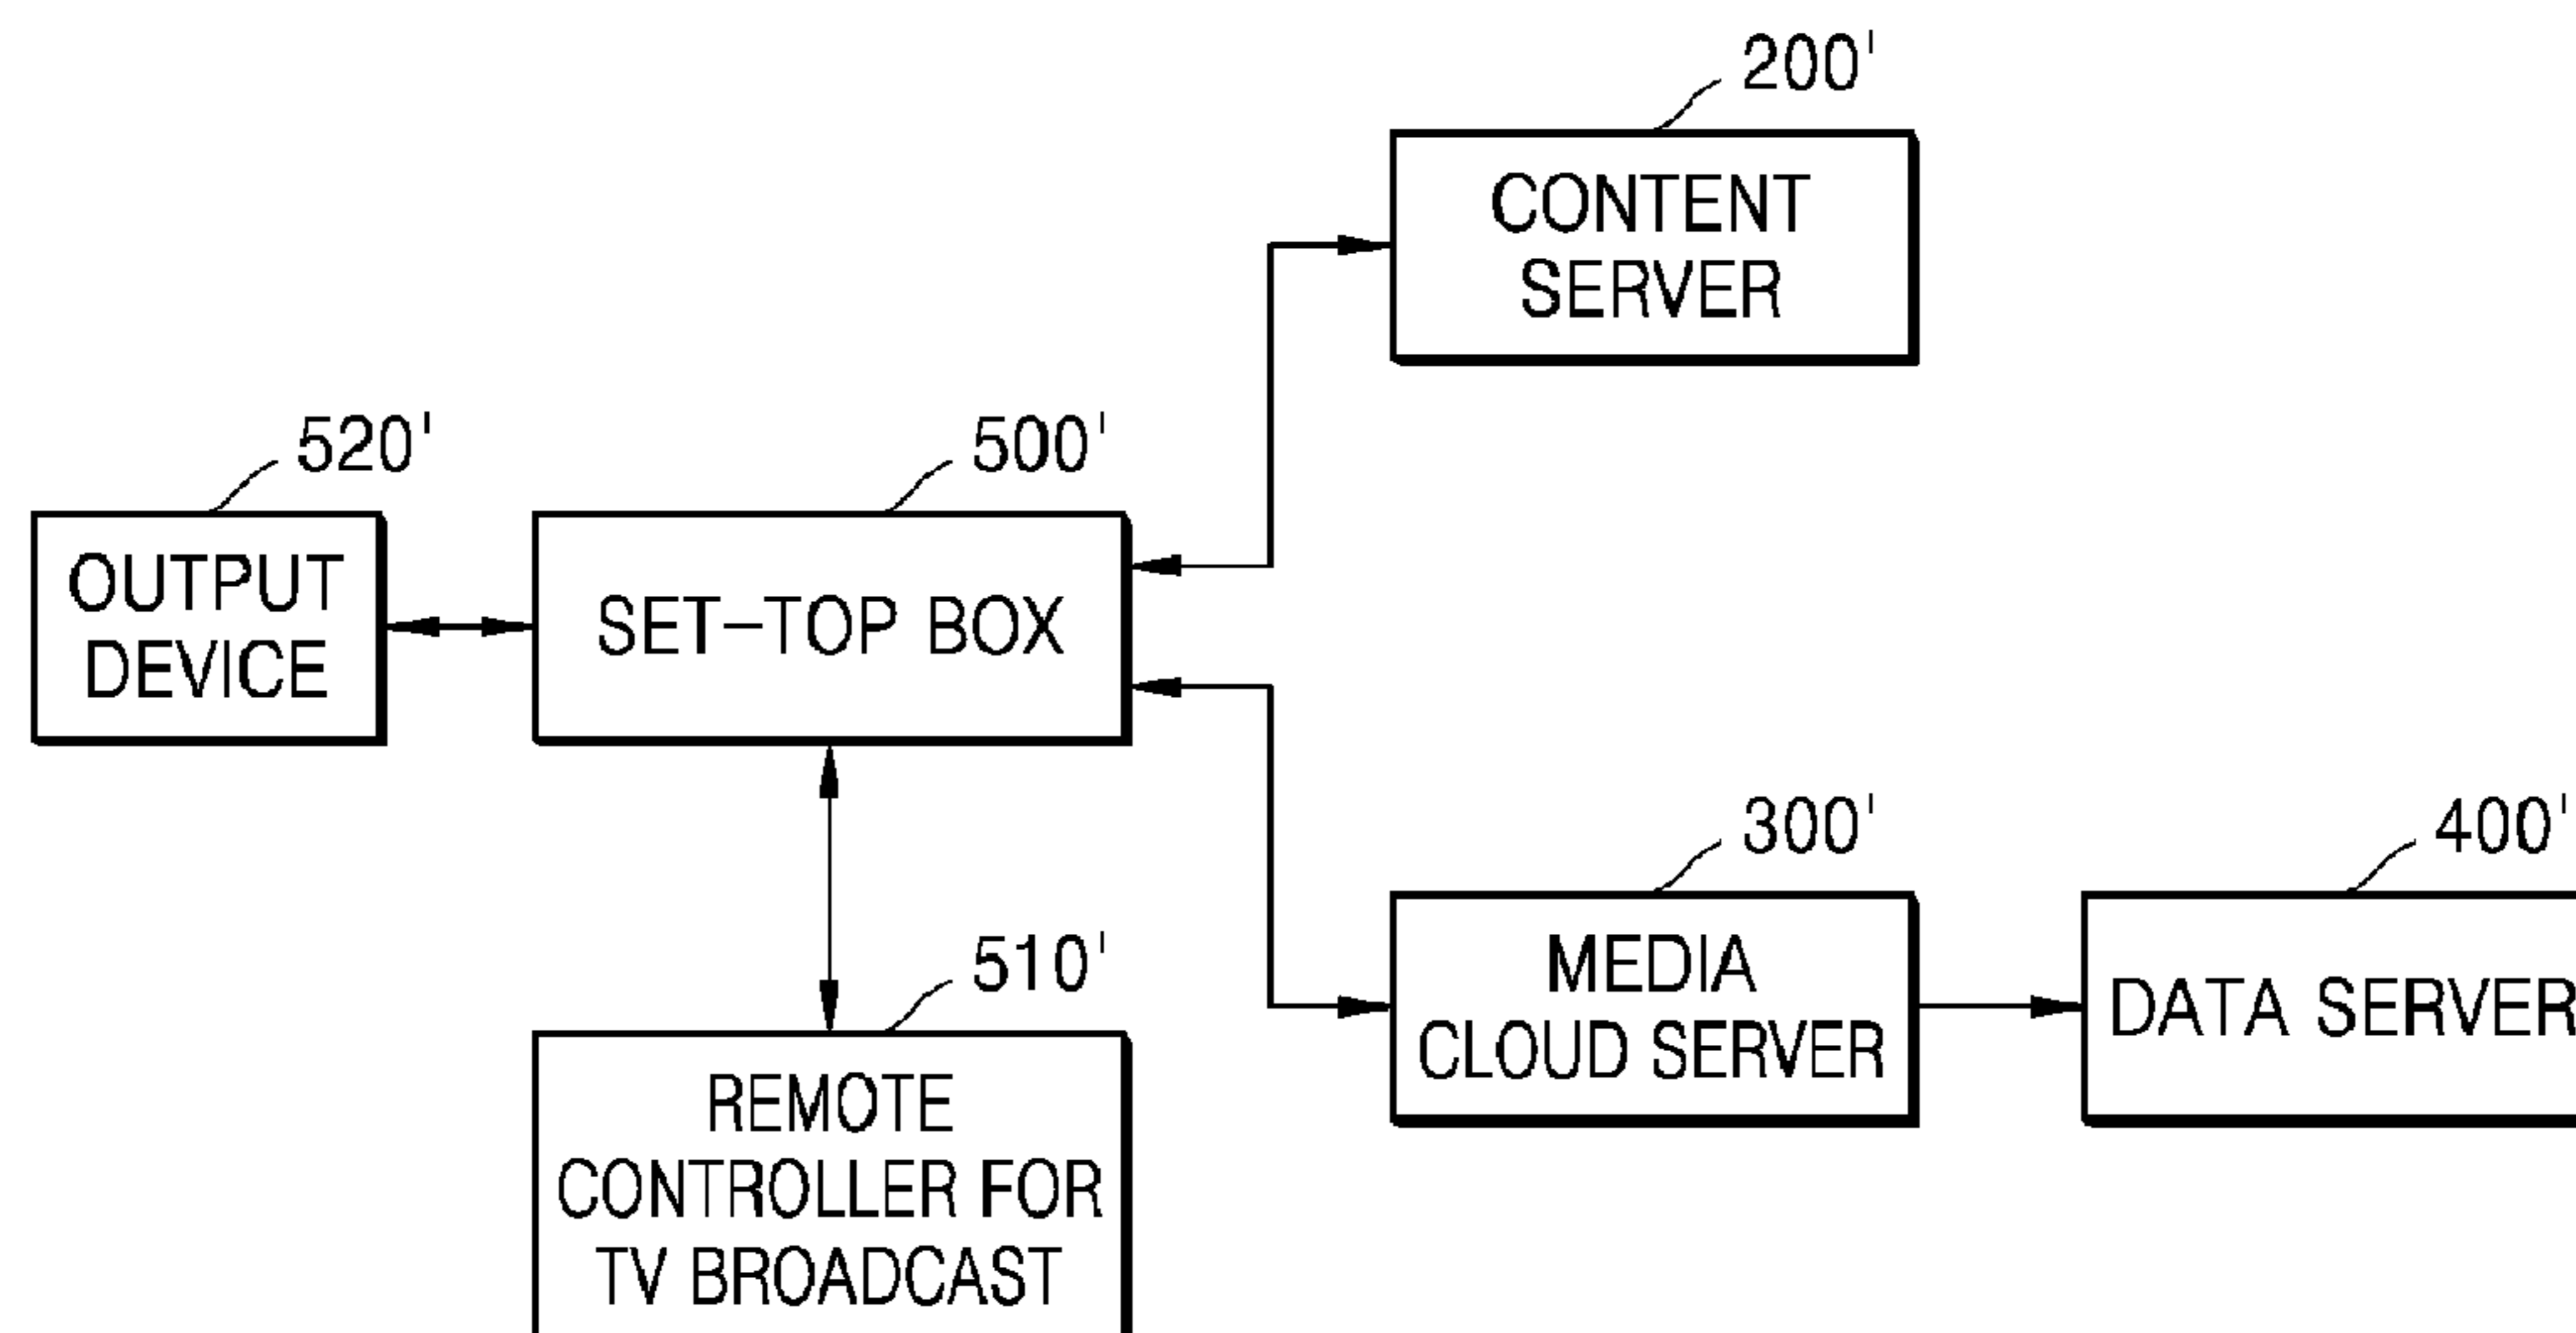 200'
CONTENT
SERVER
520'
500'
OUTPUT
DEVICE
SET-TOP BOX
300'
400'
MEDIA
CLOUD SERVER
DATA SERVER
510'
REMOTE
CONTROLLER FOR
TV BROADCAST